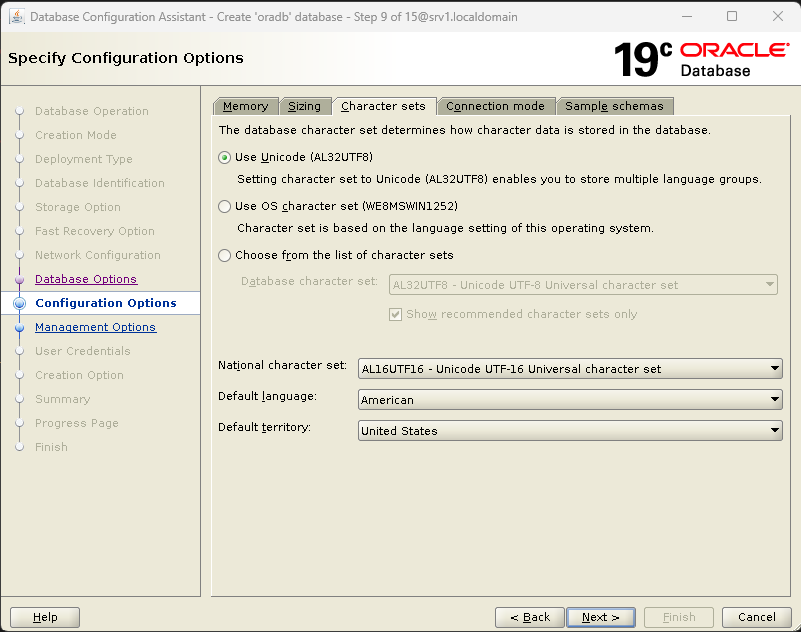 Database Configuration Assistant - Create 'oradb' database - Step 9 of 15@srv1.localdomain
Specify Configuration Options
19c ORACLE
Database
Database Operation
Creation Mode
Deployment Type
Database Identification
Storage Option
Fast Recovery Option
Network Configuration
Database Options
Configuration Options
Management Options
User Credentials
Creation Option
Summary
Progress Page
Finish
Memory Sizing Character sets Connection mode Sample schemas
The database character set determines how character data is stored in the database.
Use Unicode (AL32UTF8)
Setting character set to Unicode (AL32UTF8) enables you to store multiple language groups.
Use OS character set (WE8MSWIN1252)
Character set is based on the language setting of this operating system.
Choose from the list of character sets
Database character set: AL32UTF8 - Unicode UTF-8 Universal character set
Show recommended character sets only
National character set: AL16UTF16 - Unicode UTF-16 Universal character set
Default language: American
Default territory: United States
Help < Back Next > Finish Cancel